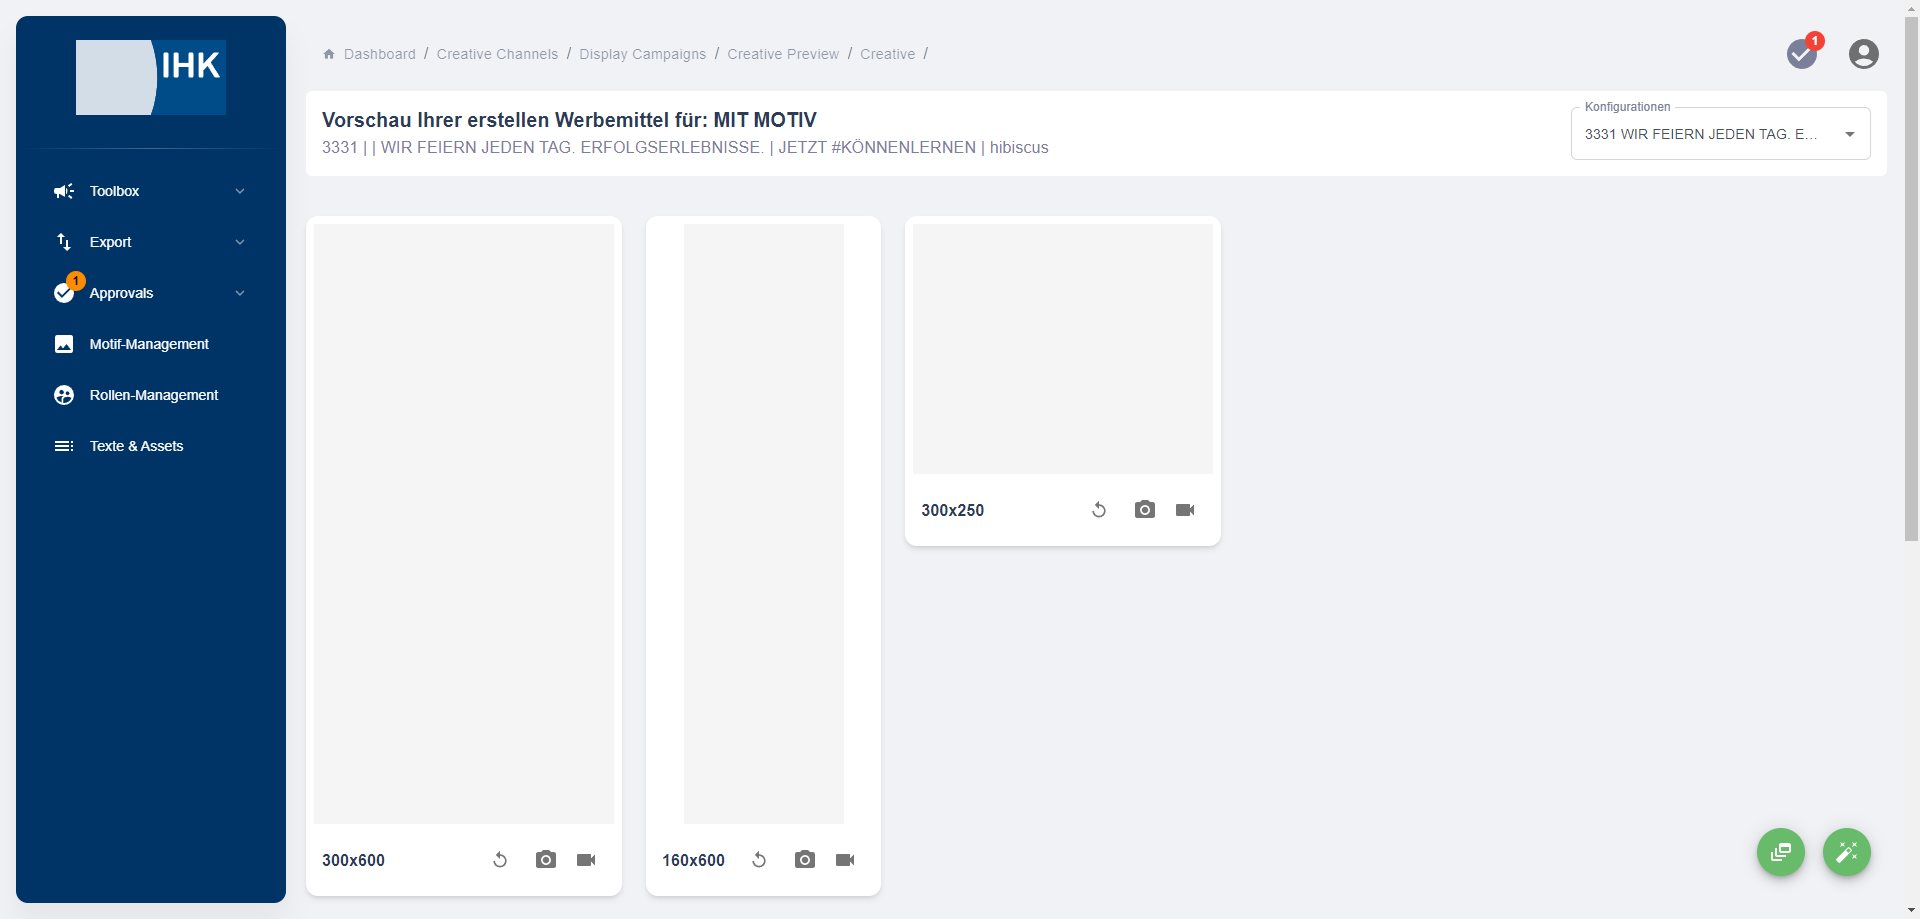 IHK
Dashboard / Creative Channels / Display Campaigns / Creative Preview / Creative /
1
Vorschau Ihrer erstellen Werbemittel für: MIT MOTIV
3331 | | WIR FEIERN JEDEN TAG. ERFOLGSERLEBNISSE. | JETZT #KÖNNENLERNEN | hibiscus
Konfigurationen
3331 WIR FEIERN JEDEN TAG. E...
Toolbox
Export
1
Approvals
Motif-Management
Rollen-Management
Texte & Assets
300x250
300x600
160x600